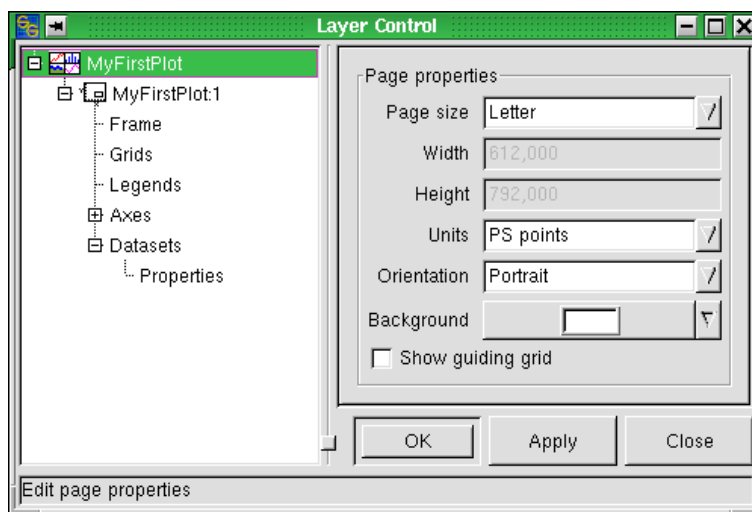 Layer Control
MyFirstPlot
MyFirstPlot:1
Frame
Grids
Legends
Axes
Datasets
Properties
Page properties
Page size Letter
Width 612,000
Height 792,000
Units PS points
Orientation Portrait
Background
Show guiding grid
OK Apply Close
Edit page properties